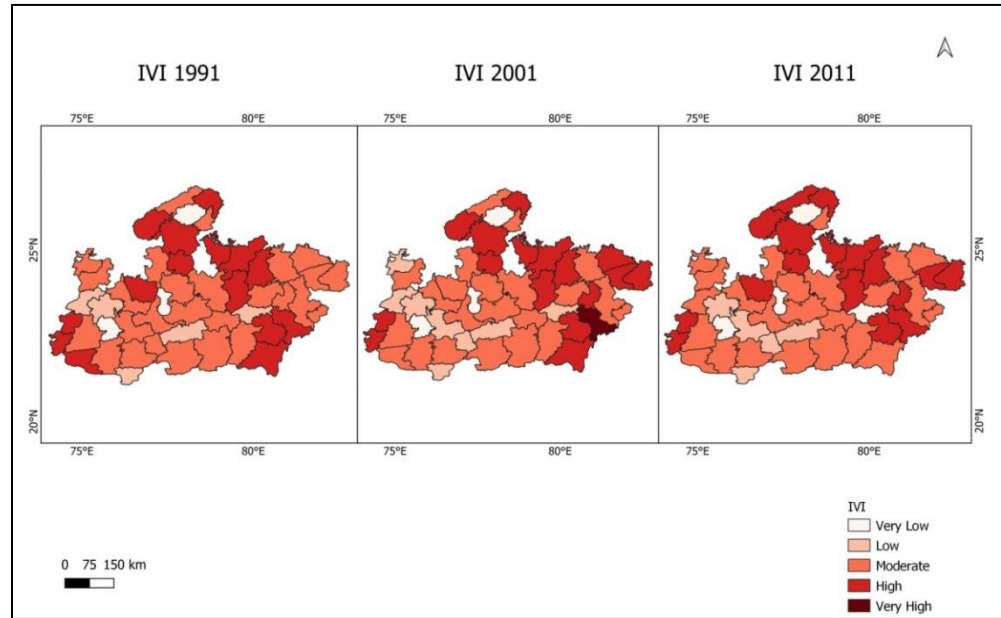 IVI 1991
IVI 2001
IVI 2011
75°E
80°E
75°E
80°E
75°E
80°E
25°N
25°N
20°N
20°N
75°E
80°E
75°E
80°E
75°E
80°E
IVI
Very Low
Low
Moderate
High
Very High
0 75 150 km